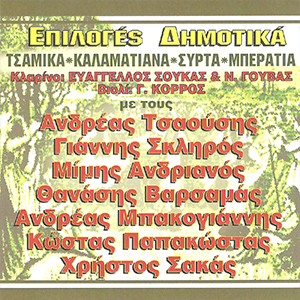 Επιλογές Δημοτικά
ΤΣΑΜΙΚΑ*ΚΑΛΑΜΑΤΙΑΝΑ*ΣΥΡΤΑ*ΜΠΕΡΑΤΙΑ
Κλαρίνο: ΕΥΑΓΓΕΛΟΣ ΣΟΥΚΑΣ & Ν. ΓΟΥΒΑΣ
Βιολί: Γ. ΚΟΡΡΟΣ
με τους
Ανδρέας Τσαούσης
Γιάννης Σκληρός
Μίμης Ανδριανός
Θανάσης Βαρσαμάς
Ανδρέας Μπακογιάννης
Κώστας Παπακώστας
Χρήστος Σακάς